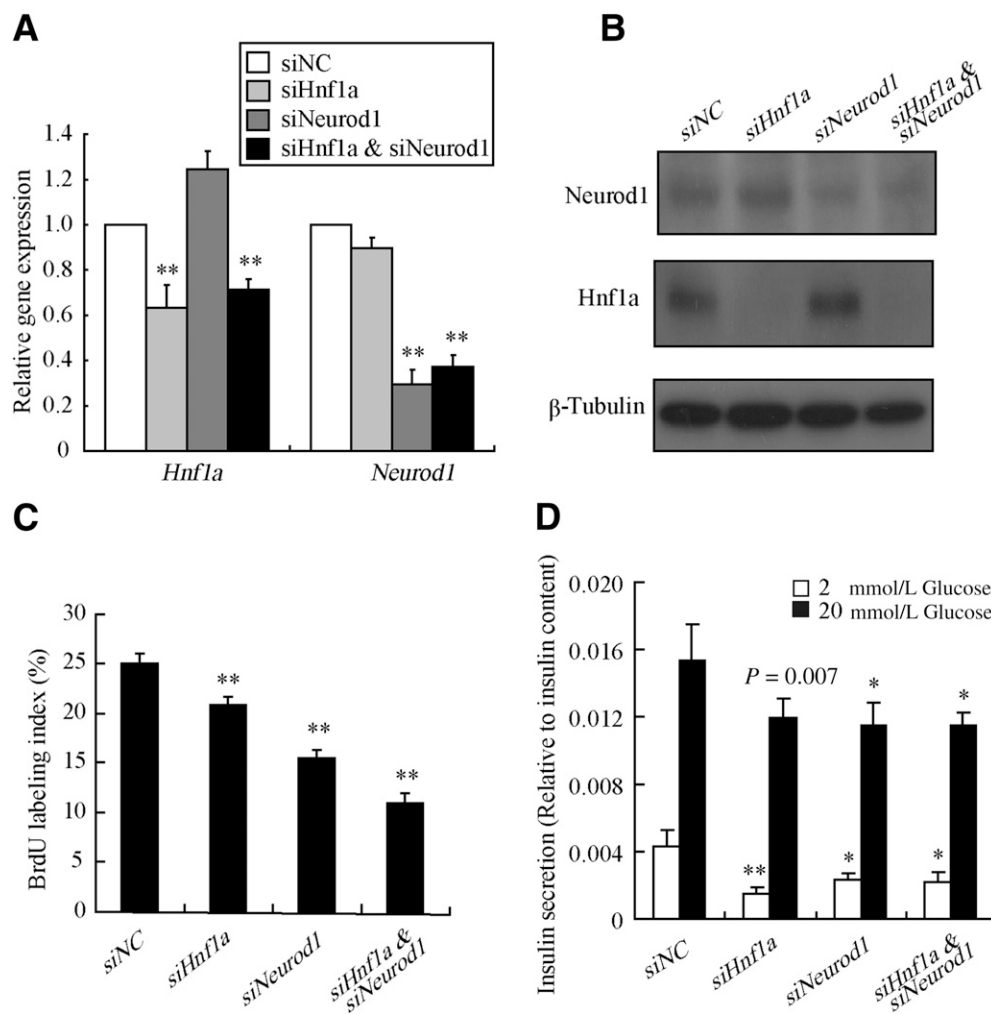 A
siNC
siHnf1a
siNeurod1
siHnf1a & siNeurod1
Relative gene expression
1.4
1.2
1.0
0.8
0.6
0.4
0.2
0
**
**
**
**
Hnf1a
Neurod1
B
siNC
siHnf1a
siNeurod1
siHnf1a &
siNeurod1
Neurod1
Hnf1a
β-Tubulin
C
BrdU labeling index (%)
30
25
20
15
10
5
0
**
**
**
siNC
siHnf1a
siNeurod1
siHnf1a &
siNeurod1
D
Insulin secretion (Relative to insulin content)
0.020
0.016
0.012
0.008
0.004
0
2 mmol/L Glucose
20 mmol/L Glucose
P = 0.007
*
*
**
*
*
siNC
siHnf1a
siNeurod1
siHnf1a &
siNeurod1